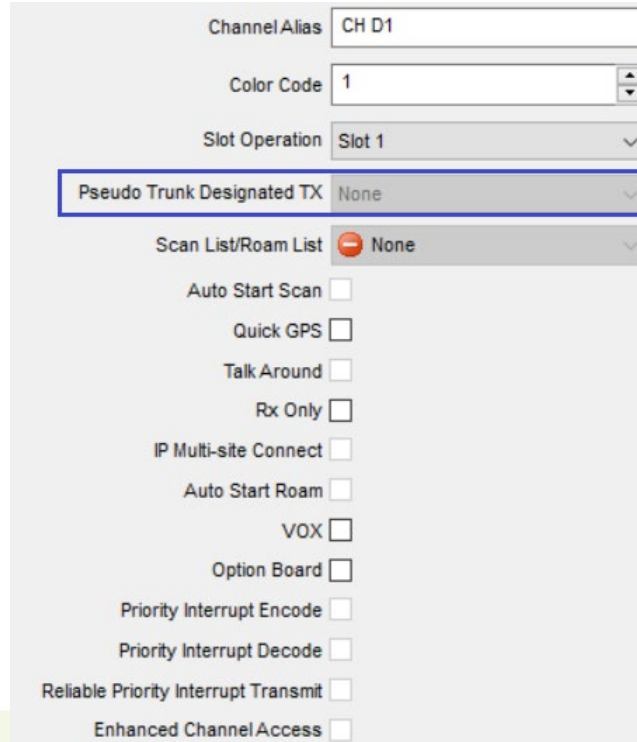 Channel Alias CH D1
Color Code 1
Slot Operation Slot 1
Pseudo Trunk Designated TX None
Scan List/Roam List None
Auto Start Scan
Quick GPS
Talk Around
Rx Only
IP Multi-site Connect
Auto Start Roam
VOX
Option Board
Priority Interrupt Encode
Priority Interrupt Decode
Reliable Priority Interrupt Transmit
Enhanced Channel Access